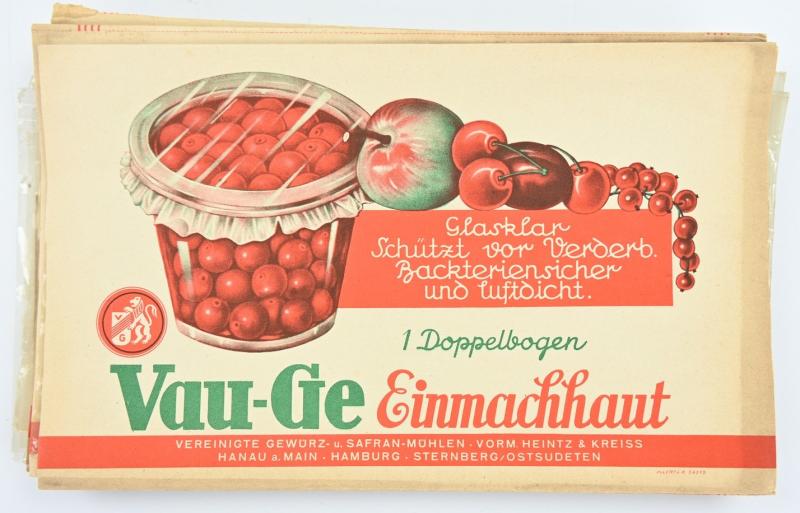 Glasklar
Schützt vor Verderb.
Backteriensicher
und luftdicht.
V
G
1 Doppelbogen
Vau-Ge Einmachhaut
VEREINIGTE GEWÜRZ- u. SAFRAN-MÜHLEN · VORM. HEINTZ & KREISS
HANAU a. MAIN · HAMBURG · STERNBERG/OSTSUDETEN